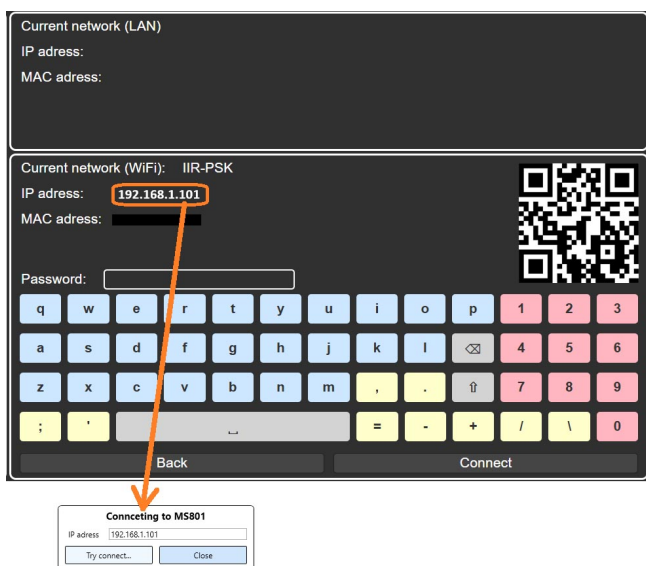 Current network (LAN)
IP adress:
MAC adress:
Current network (WiFi): IIR-PSK
IP adress: 192.168.1.101
MAC adress:
Password:
q w e r t y u i o p 1 2 3
a s d f g h j k l ⌫ 4 5 6
z x c v b n m , . ⇧ 7 8 9
; ' ⎵ = - + / \ 0
Back Connect
Connceting to MS801
IP adress 192.168.1.101
Try connect... Close